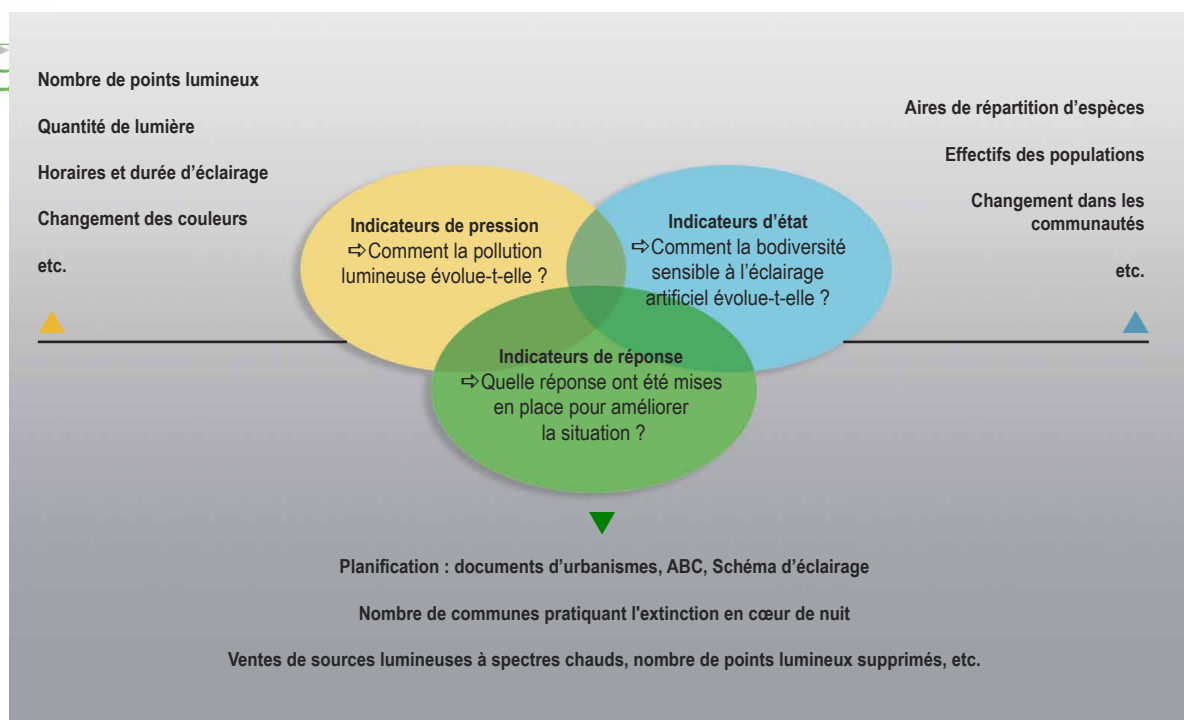 Nombre de points lumineux
Quantité de lumière
Horaires et durée d'éclairage
Changement des couleurs
etc.
Aires de répartition d'espèces
Effectifs des populations
Changement dans les
communautés
etc.
Indicateurs de pression
⇨Comment la pollution
lumineuse évolue-t-elle ?
Indicateurs d'état
⇨Comment la bodiversité
sensible à l'éclairage
artificiel évolue-t-elle ?
Indicateurs de réponse
⇨Quelle réponse ont été mises
en place pour améliorer
la situation ?
Planification : documents d'urbanismes, ABC, Schéma d'éclairage
Nombre de communes pratiquant l'extinction en cœur de nuit
Ventes de sources lumineuses à spectres chauds, nombre de points lumineux supprimés, etc.